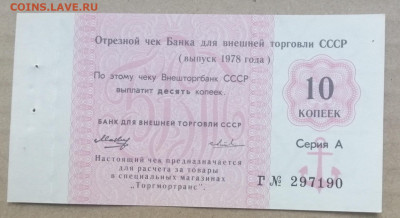 COINS.LAVE.RU
Отрезной чек Банка для внешней торговли СССР
(выпуск 1978 года)
По этому чеку Внешторгбанк СССР
выплатит десять копеек.
10
КОПЕЕК
БАНК ДЛЯ ВНЕШНЕЙ ТОРГОВЛИ СССР
Серия А
Настоящий чек предназначается
для расчета за товары
в специальных магазинах
"Торгмортранс".
Г № 297190